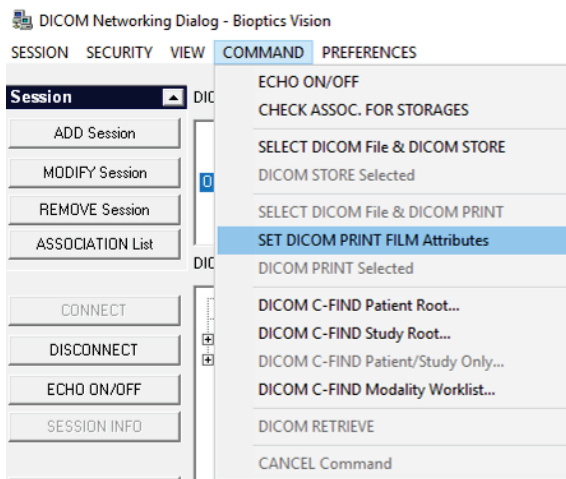 DICOM Networking Dialog - Bioptics Vision
SESSION SECURITY VIEW COMMAND PREFERENCES
Session
DIC
ADD Session
MODIFY Session
REMOVE Session
ASSOCIATION List
DIC
CONNECT
DISCONNECT
ECHO ON/OFF
SESSION INFO
ECHO ON/OFF
CHECK ASSOC. FOR STORAGES
SELECT DICOM File & DICOM STORE
DICOM STORE Selected
SELECT DICOM File & DICOM PRINT
SET DICOM PRINT FILM Attributes
DICOM PRINT Selected
DICOM C-FIND Patient Root...
DICOM C-FIND Study Root...
DICOM C-FIND Patient/Study Only...
DICOM C-FIND Modality Worklist...
DICOM RETRIEVE
CANCEL Command